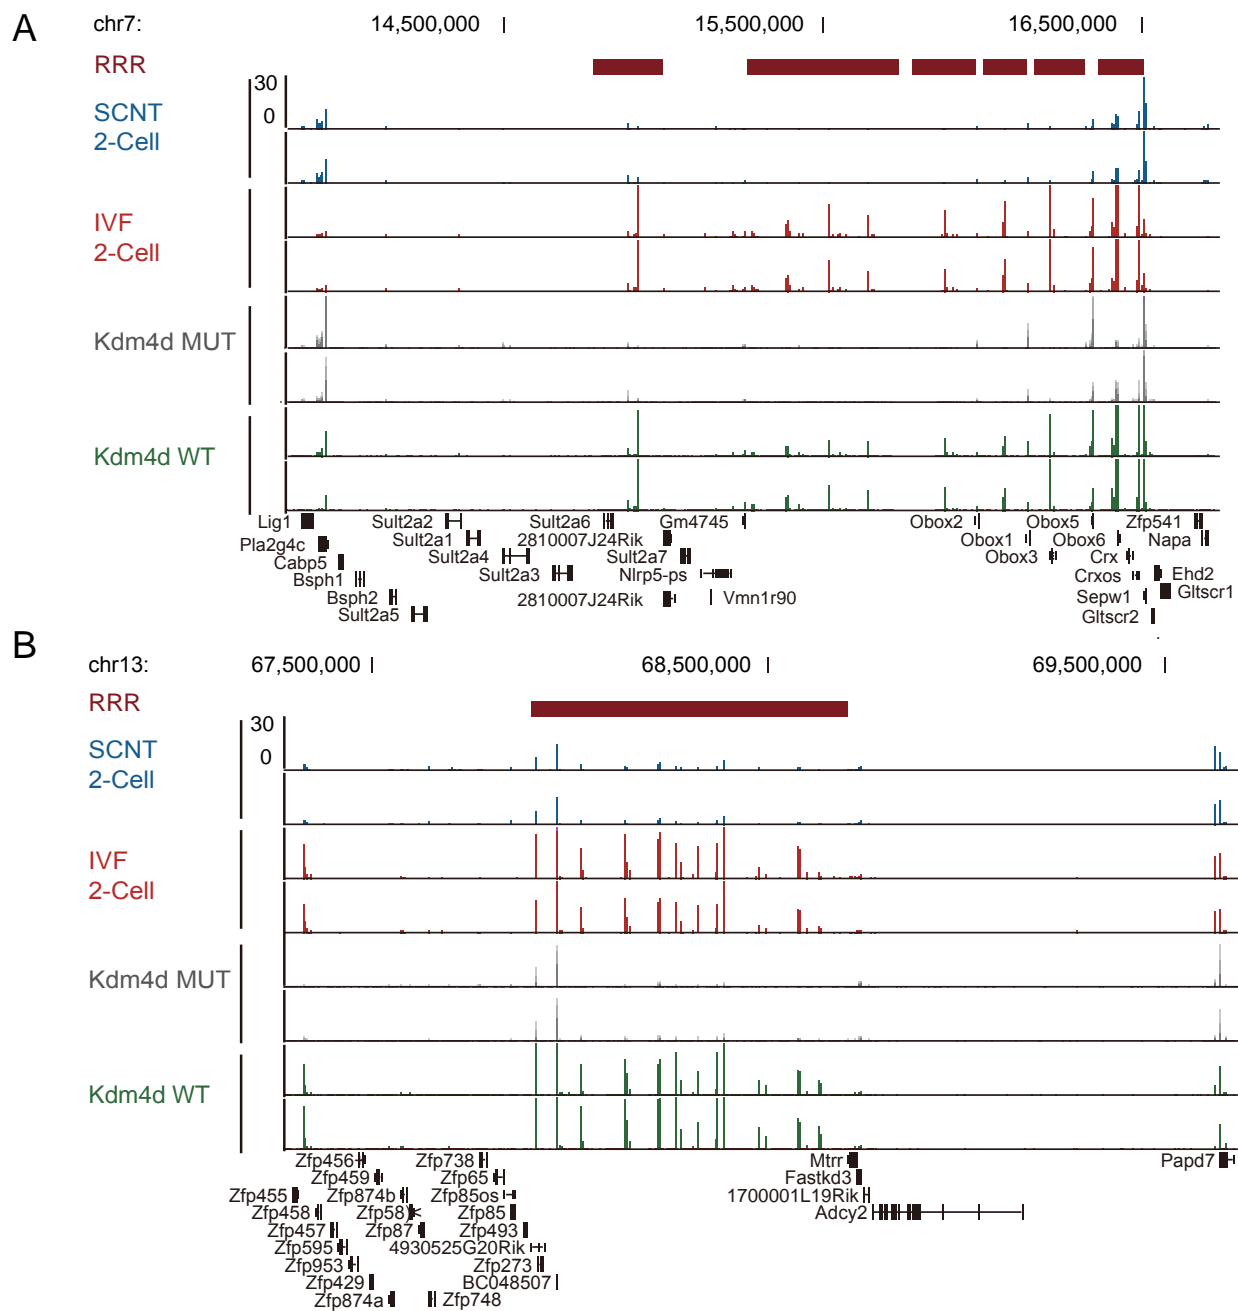 A
chr7: 14,500,000 15,500,000 16,500,000
RRR
30
0
SCNT
2-Cell
IVF
2-Cell
Kdm4d MUT
Kdm4d WT
Lig1 Sult2a2 Sult2a6 Gm4745 Obox2 Obox5 Zfp541
Pla2g4c Sult2a1 2810007J24Rik Obox1 Obox6 Napa
Cabp5 Sult2a4 Sult2a7 Obox3 Crx
Bsph1 Sult2a3 Nlrp5-ps Crxos Ehd2
Bsph2 2810007J24Rik Vmn1r90 Sepw1 Gltscr1
Sult2a5 Gltscr2
B
chr13: 67,500,000 68,500,000 69,500,000
RRR
30
0
SCNT
2-Cell
IVF
2-Cell
Kdm4d MUT
Kdm4d WT
Zfp456 Zfp738 Mtrr Papd7
Zfp459 Zfp65 Fastkd3
Zfp455 Zfp874b Zfp85os 1700001L19Rik
Zfp458 Zfp58 Zfp85 Adcy2
Zfp457 Zfp87 Zfp493
Zfp595 4930525G20Rik
Zfp953 Zfp273
Zfp429 BC048507
Zfp874a Zfp748